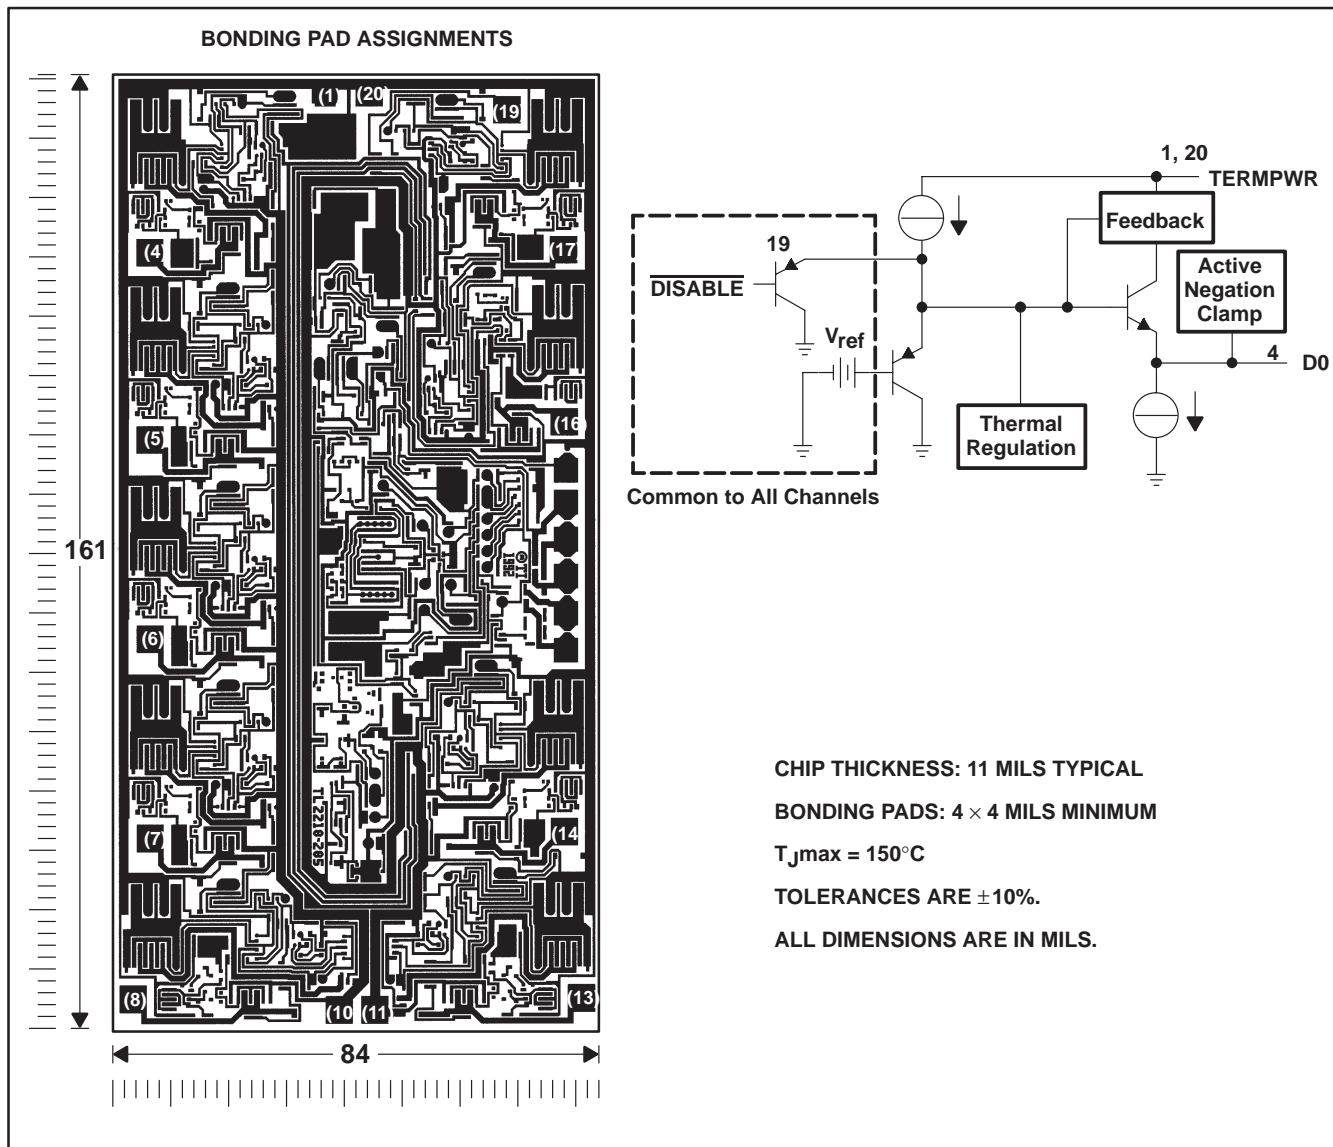 BONDING PAD ASSIGNMENTS
(1)
(20)
(19)
(4)
(17)
(5)
(16)
(6)
(7)
(14)
(8)
(10)
(11)
(13)
161
84
1992
TL2218-285
1, 20
TERMPWR
Feedback
19
DISABLE
Active
Negation
Clamp
Vref
4
D0
Thermal
Regulation
Common to All Channels
CHIP THICKNESS: 11 MILS TYPICAL
BONDING PADS: 4 × 4 MILS MINIMUM
TJmax = 150°C
TOLERANCES ARE ±10%.
ALL DIMENSIONS ARE IN MILS.